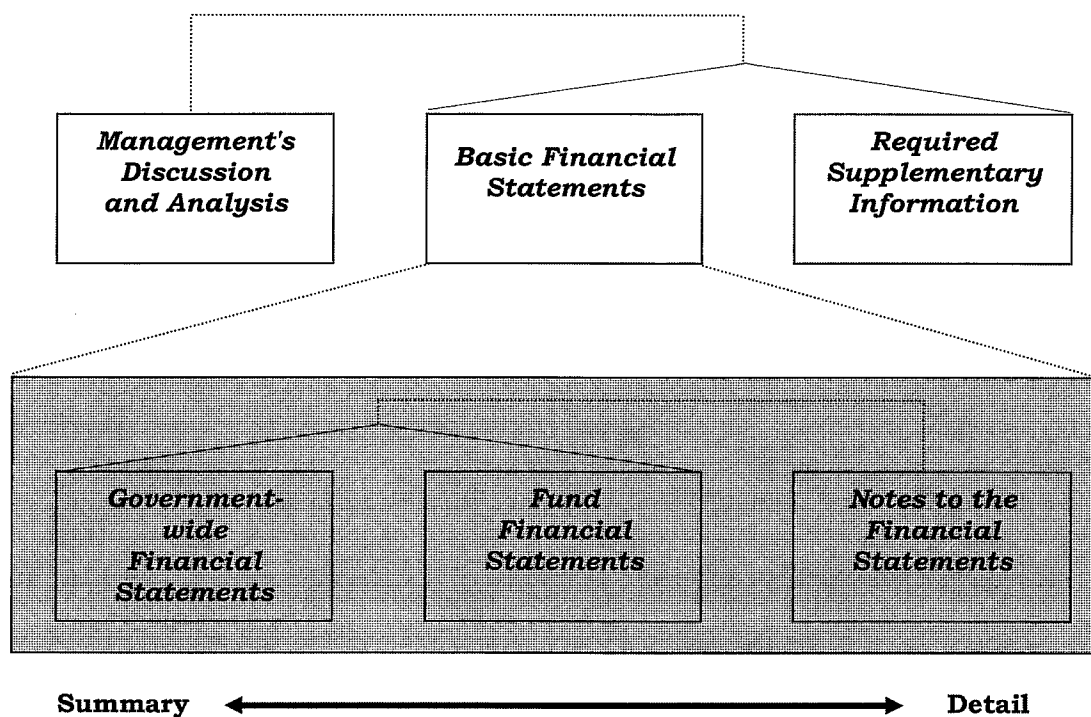 Management's
Discussion
and Analysis
Basic Financial
Statements
Required
Supplementary
Information
Government-
wide
Financial
Statements
Fund
Financial
Statements
Notes to the
Financial
Statements
Summary
Detail